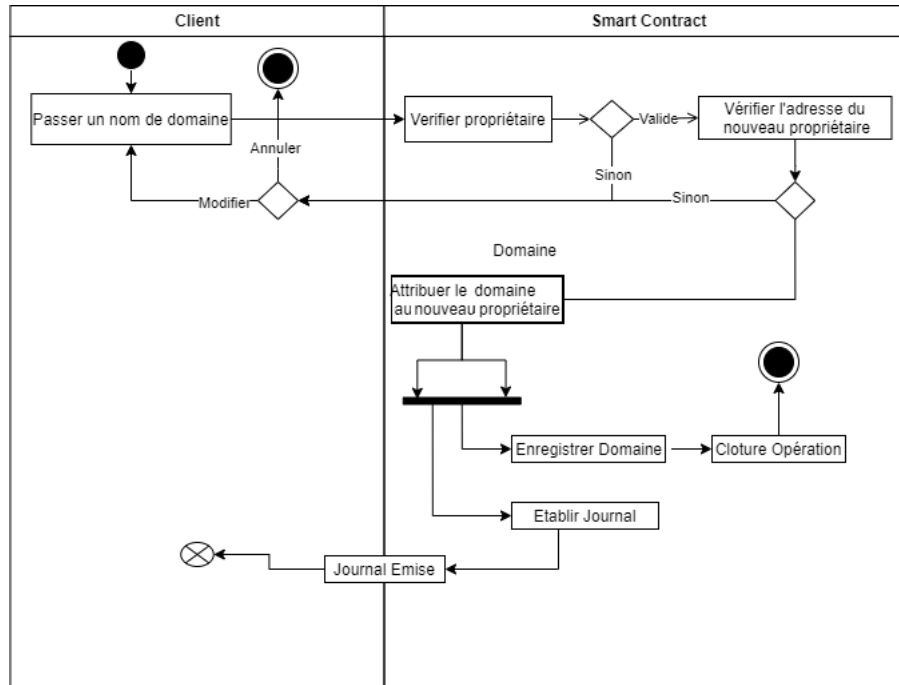 Client
Smart Contract
Passer un nom de domaine
Verifier propriétaire
Valide
Vérifier l'adresse du
nouveau propriétaire
Annuler
Sinon
Modifier
Sinon
Domaine
Attribuer le domaine
au nouveau propriétaire
Enregistrer Domaine
Cloture Opération
Etablir Journal
Journal Emise